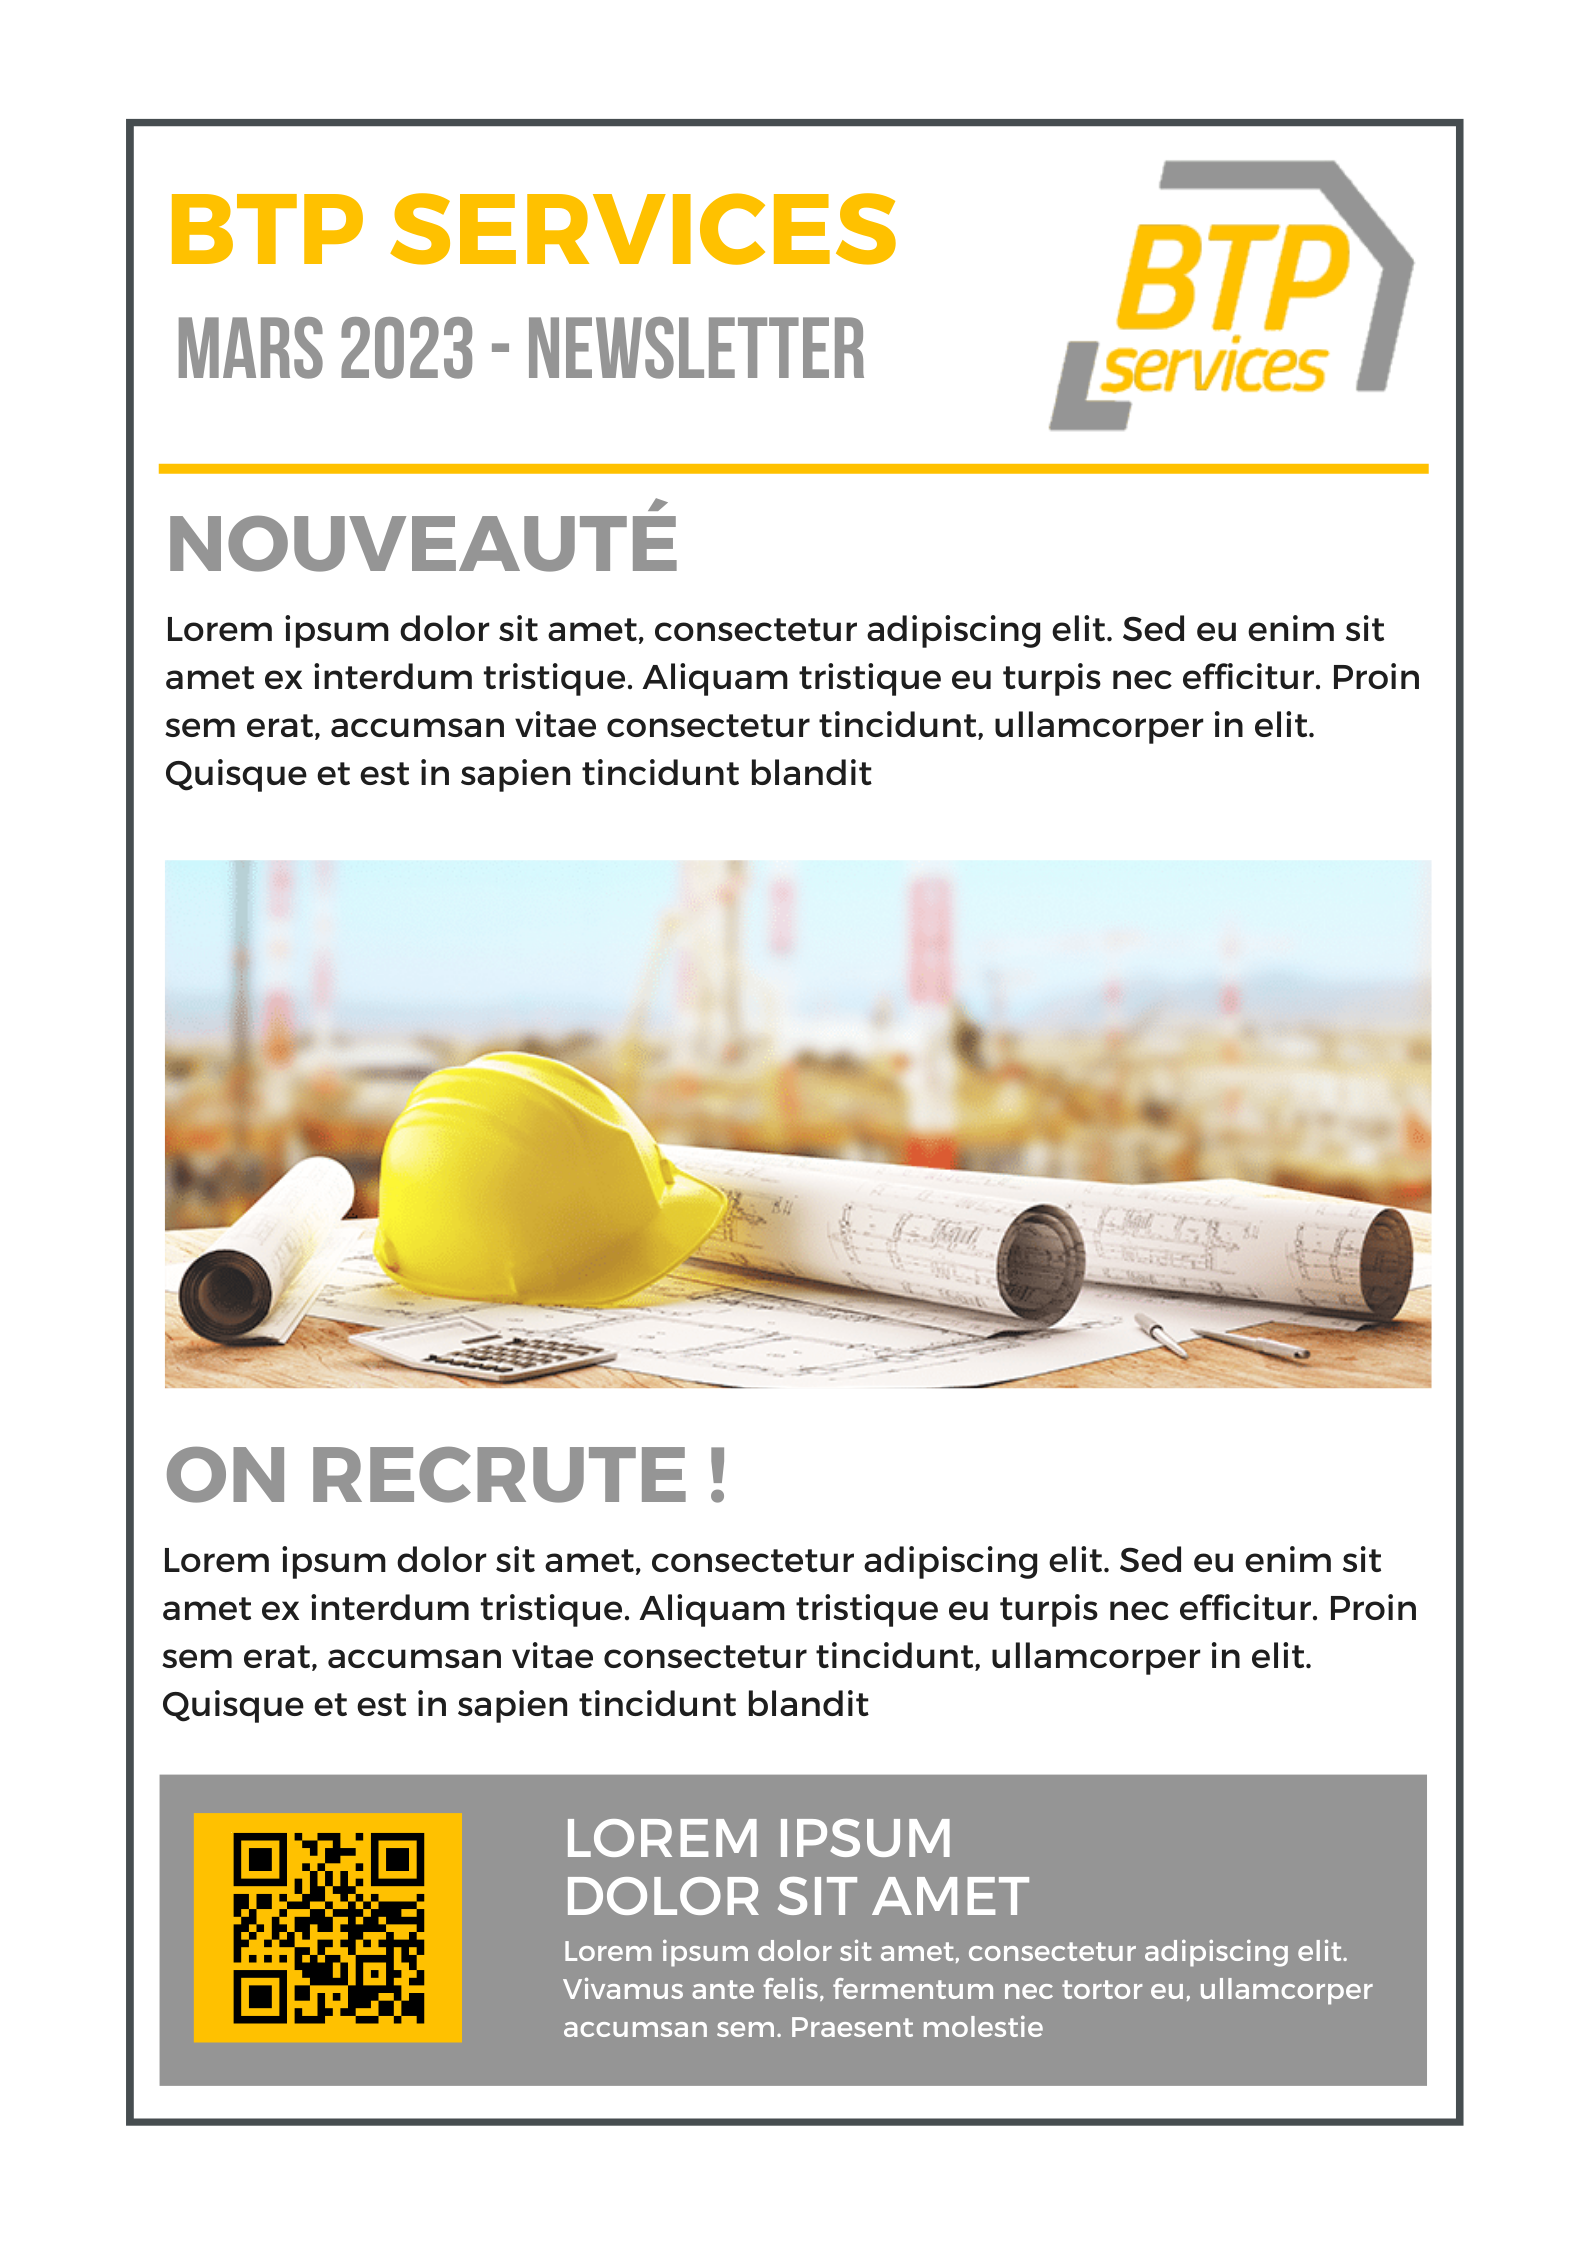 BTP SERVICES
MARS 2023 - NEWSLETTER
BTP
services
NOUVEAUTÉ
Lorem ipsum dolor sit amet, consectetur adipiscing elit. Sed eu enim sit
amet ex interdum tristique. Aliquam tristique eu turpis nec efficitur. Proin
sem erat, accumsan vitae consectetur tincidunt, ullamcorper in elit.
Quisque et est in sapien tincidunt blandit
ON RECRUTE !
Lorem ipsum dolor sit amet, consectetur adipiscing elit. Sed eu enim sit
amet ex interdum tristique. Aliquam tristique eu turpis nec efficitur. Proin
sem erat, accumsan vitae consectetur tincidunt, ullamcorper in elit.
Quisque et est in sapien tincidunt blandit
LOREM IPSUM
DOLOR SIT AMET
Lorem ipsum dolor sit amet, consectetur adipiscing elit.
Vivamus ante felis, fermentum nec tortor eu, ullamcorper
accumsan sem. Praesent molestie